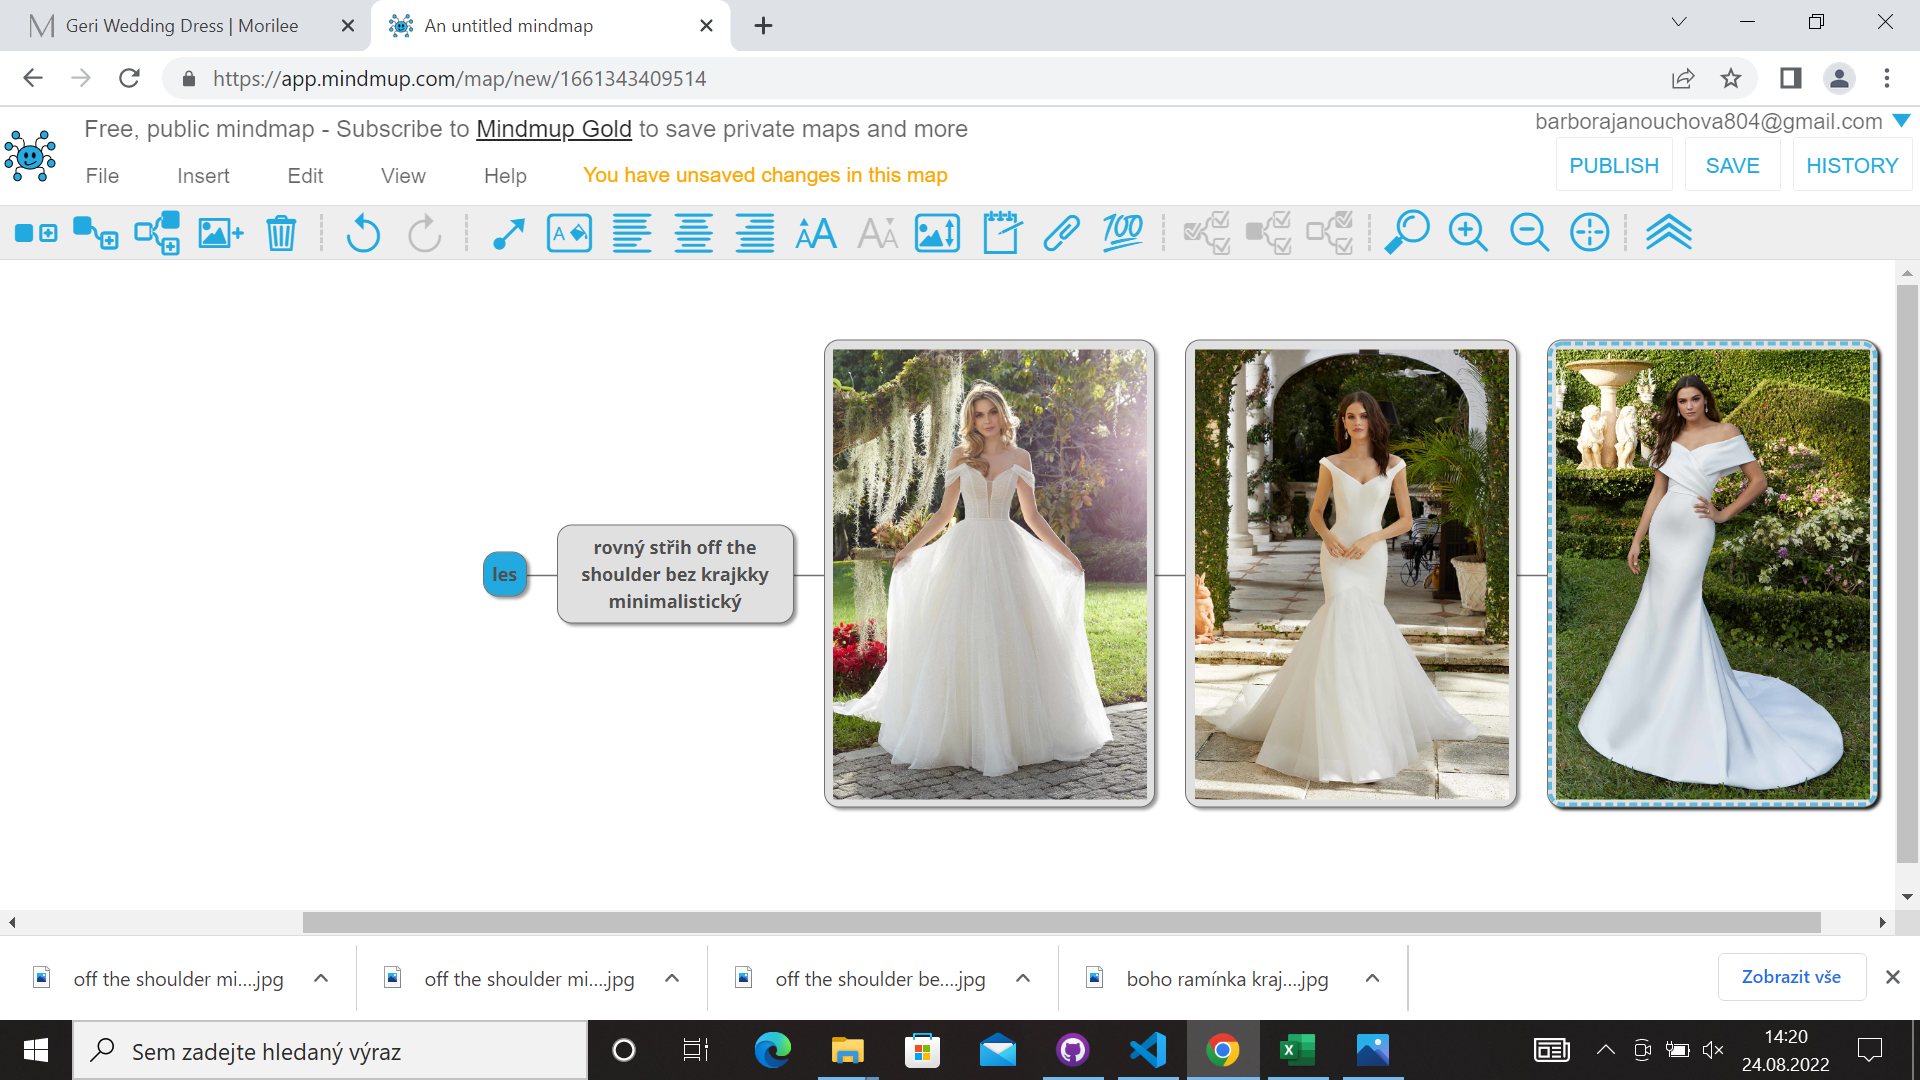 Geri Wedding Dress | Morilee
An untitled mindmap
https://app.mindmup.com/map/new/1661343409514
Free, public mindmap - Subscribe to Mindmup Gold to save private maps and more
barborajanouchova804@gmail.com
File Insert Edit View Help
You have unsaved changes in this map
PUBLISH SAVE HISTORY
les
rovný střih off the
shoulder bez krajkky
minimalistický
off the shoulder mi....jpg
off the shoulder mi....jpg
off the shoulder be....jpg
boho ramínka kraj....jpg
Zobrazit vše
Sem zadejte hledaný výraz
14:20
24.08.2022